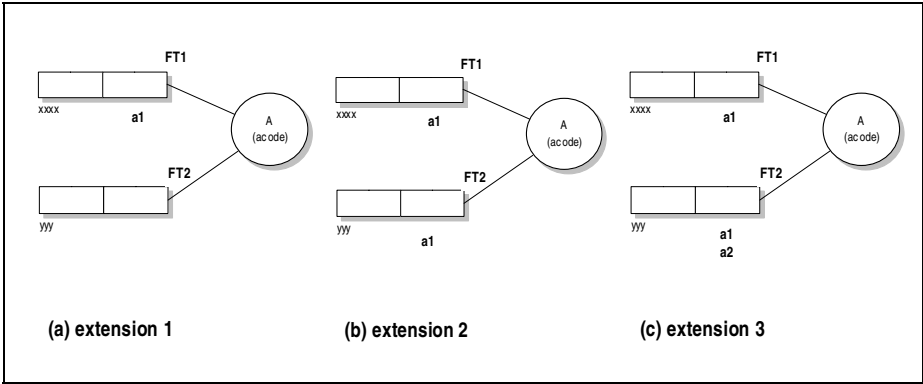 FT1
xxxx
a1
A
(acode)
FT2
yyy
(a) extension 1
FT1
xxxx
a1
A
(acode)
FT2
yyy
a1
(b) extension 2
FT1
xxxx
a1
A
(acode)
FT2
yyy
a1
a2
(c) extension 3